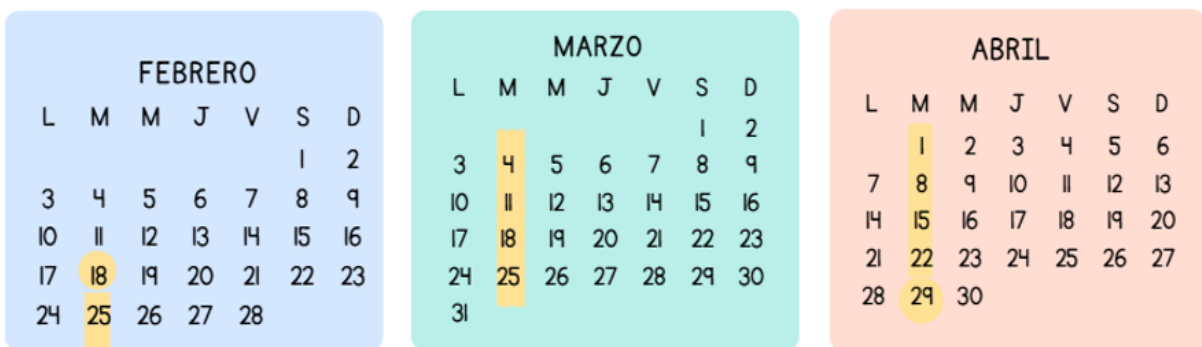 FEBRERO
L M M J V S D
1 2
3 4 5 6 7 8 9
10 11 12 13 14 15 16
17 18 19 20 21 22 23
24 25 26 27 28
MARZO
L M M J V S D
1 2
3 4 5 6 7 8 9
10 11 12 13 14 15 16
17 18 19 20 21 22 23
24 25 26 27 28 29 30
31
ABRIL
L M M J V S D
1 2 3 4 5 6
7 8 9 10 11 12 13
14 15 16 17 18 19 20
21 22 23 24 25 26 27
28 29 30